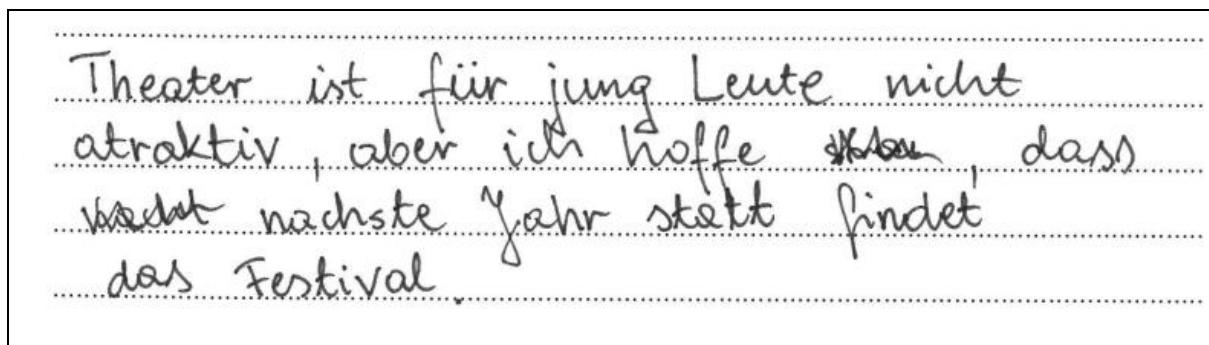 Theater ist für jung Leute nicht
atraktiv, aber ich hoffe , dass
nachste Jahr statt findet
das Festival.